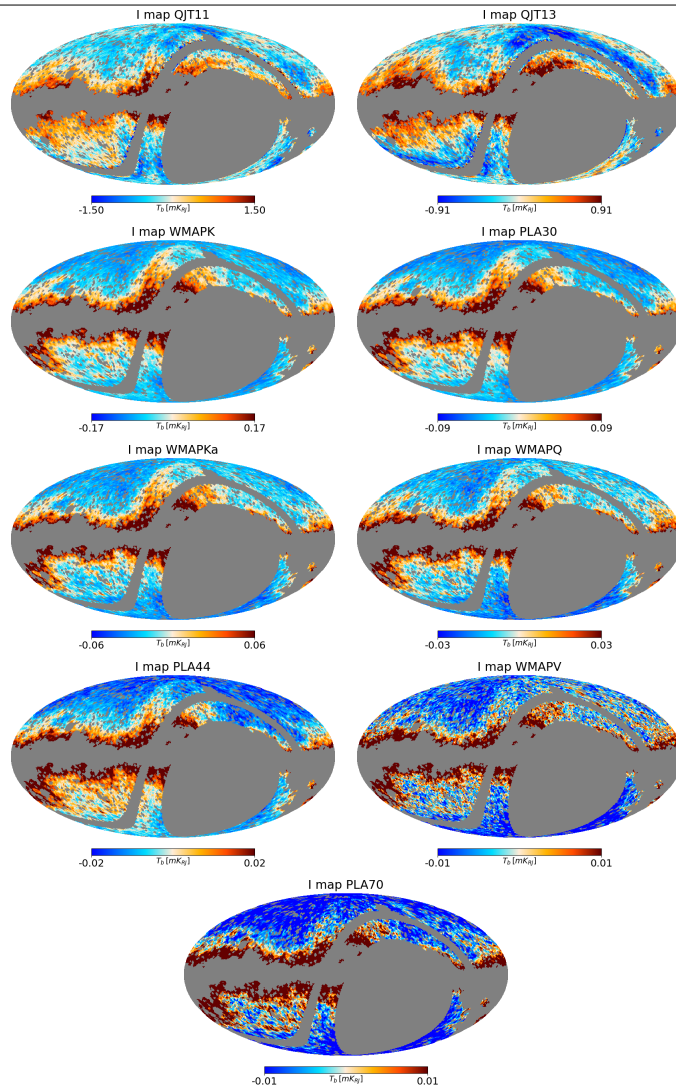 I map QJT11
I map QJT13
-1.50 T_b [mK_RJ] 1.50
-0.91 T_b [mK_RJ] 0.91
I map WMAPK
I map PLA30
-0.17 T_b [mK_RJ] 0.17
-0.09 T_b [mK_RJ] 0.09
I map WMAPKa
I map WMAPQ
-0.06 T_b [mK_RJ] 0.06
-0.03 T_b [mK_RJ] 0.03
I map PLA44
I map WMAPV
-0.02 T_b [mK_RJ] 0.02
-0.01 T_b [mK_RJ] 0.01
I map PLA70
-0.01 T_b [mK_RJ] 0.01